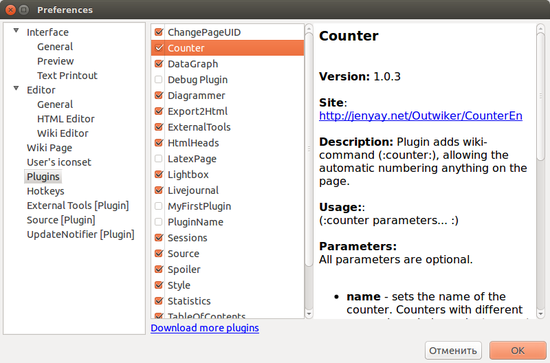 Preferences
Interface
General
Preview
Text Printout
Editor
General
HTML Editor
Wiki Editor
Wiki Page
User's iconset
Plugins
Hotkeys
External Tools [Plugin]
Source [Plugin]
UpdateNotifier [Plugin]
ChangePageUID
Counter
DataGraph
Debug Plugin
Diagrammer
Export2Html
ExternalTools
HtmlHeads
LatexPage
Lightbox
Livejournal
MyFirstPlugin
PluginName
Sessions
Source
Spoiler
Style
Statistics
TableOfContents
Download more plugins
Counter
Version: 1.0.3
Site:
http://jenyay.net/Outwiker/CounterEn
Description: Plugin adds wiki-
command (:counter:), allowing the
automatic numbering anything on the
page.
Usage::
(:counter parameters... :)
Parameters:
All parameters are optional.
• name - sets the name of the
counter. Counters with different
Отменить
OK